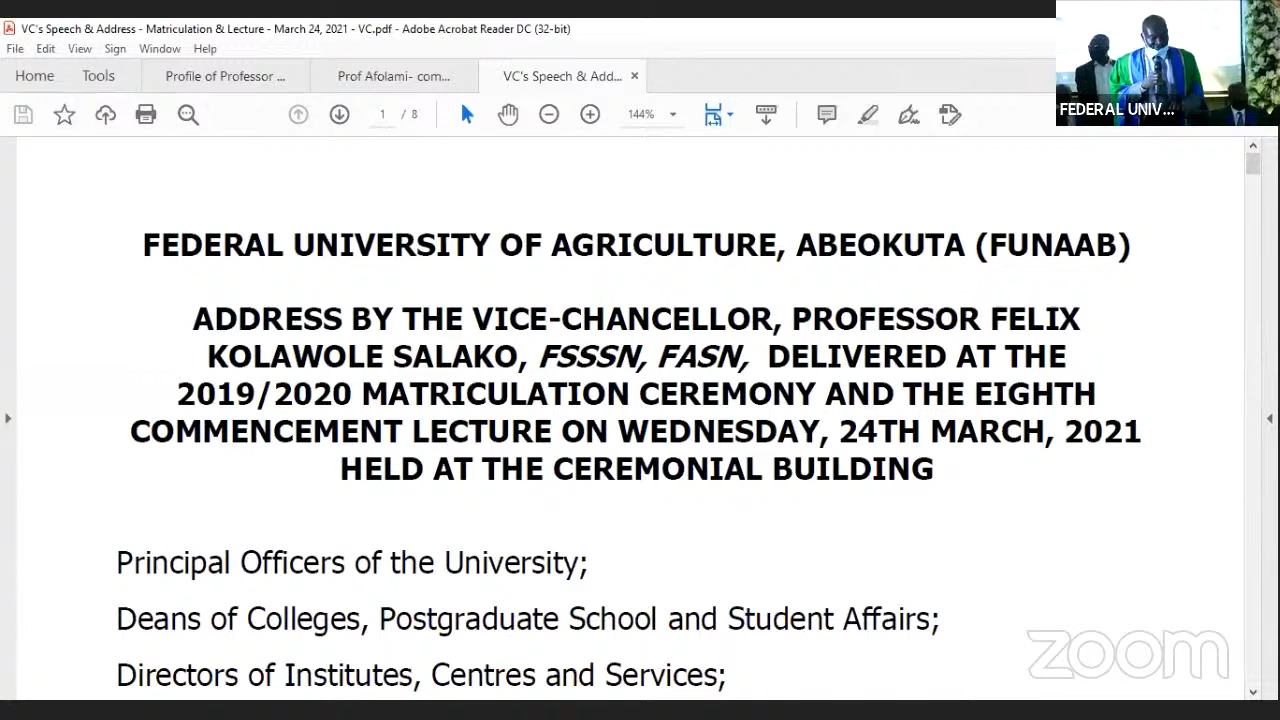 VC's Speech & Address - Matriculation & Lecture - March 24, 2021 - VC.pdf - Adobe Acrobat Reader DC (32-bit)
File Edit View Sign Window Help
Home Tools Profile of Professor ... Prof Afolami- com... VC's Speech & Add... ×
1 / 8 144%
FEDERAL UNIV...
FEDERAL UNIVERSITY OF AGRICULTURE, ABEOKUTA (FUNAAB)
ADDRESS BY THE VICE-CHANCELLOR, PROFESSOR FELIX
KOLAWOLE SALAKO, FSSSN, FASN, DELIVERED AT THE
2019/2020 MATRICULATION CEREMONY AND THE EIGHTH
COMMENCEMENT LECTURE ON WEDNESDAY, 24TH MARCH, 2021
HELD AT THE CEREMONIAL BUILDING
Principal Officers of the University;
Deans of Colleges, Postgraduate School and Student Affairs;
Directors of Institutes, Centres and Services;
zoom